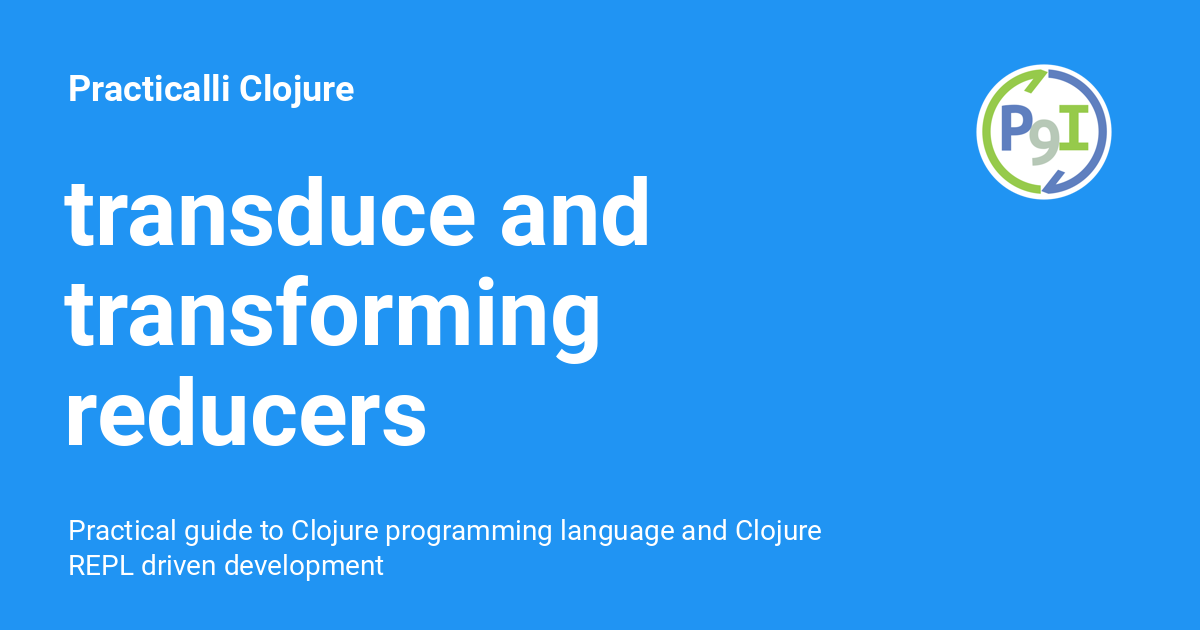 Practicalli Clojure
P9I
transduce and
transforming
reducers
Practical guide to Clojure programming language and Clojure
REPL driven development